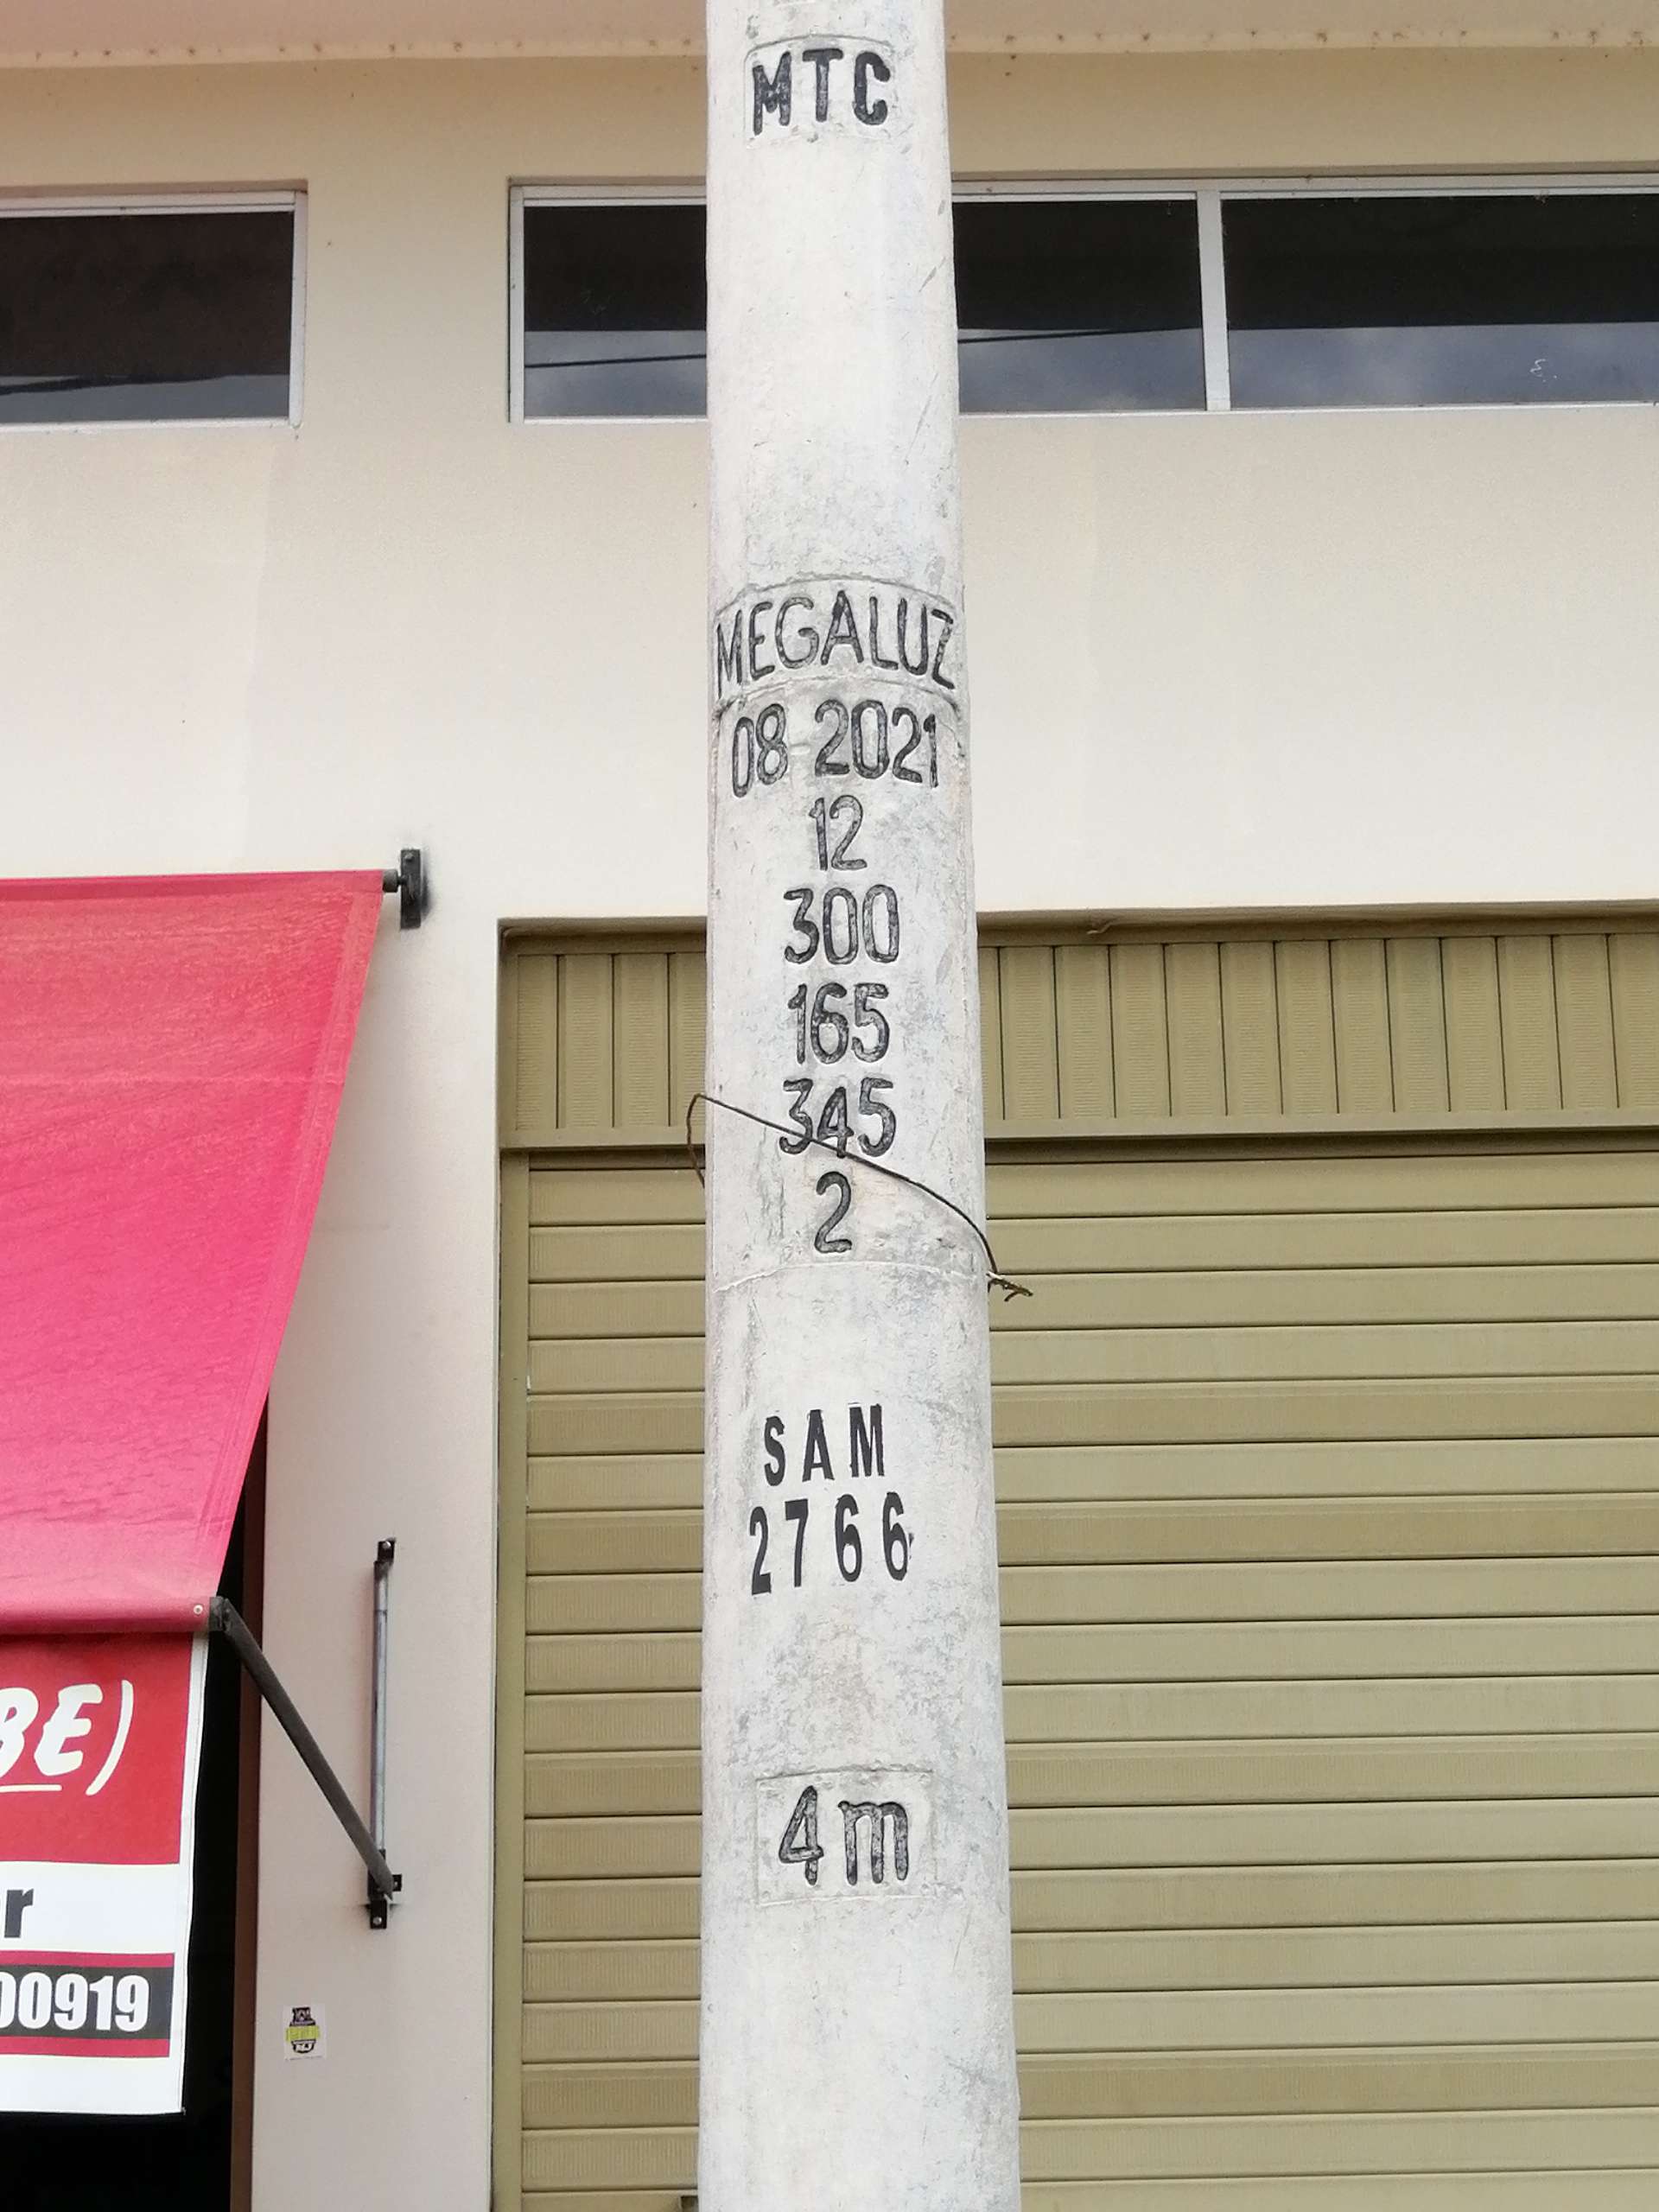 MTC
MEGALUZ
08 2021
12
300
165
345
2
SAM
2766
4m
BE)
r
00919